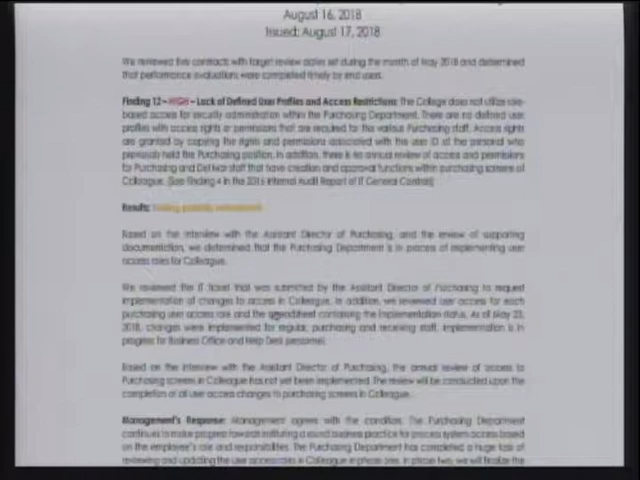 August 16, 2018
Issued: August 17, 2018
We reviewed five contracts with target review dates set during the month of May 2018 and determined
that performance evaluations were completed timely by end users.
Finding 12 – HIGH – Lack of Defined User Profiles and Access Restrictions: The College does not utilize role-
based access for security administration within the Purchasing Department. There are no defined user
profiles with access rights or permissions that are required for the various Purchasing staff. Access rights
are granted by copying the rights and permissions associated with the user ID of the personal who
previously held the Purchasing position. In addition, there is no annual review of access and permissions
for Purchasing and Del Mar staff that have creation and approval functions within purchasing screens of
Colleague. (See Finding 4 in the 2016 Internal Audit Report of IT General Controls)
Results: Finding partially remediated.
Based on the interview with the Assistant Director of Purchasing, and the review of supporting
documentation, we determined that the Purchasing Department is in process of implementing user
access roles for Colleague.
We reviewed the IT ticket that was submitted by the Assistant Director of Purchasing to request
implementation of changes to access in Colleague. In addition, we reviewed user access for each
purchasing user access role and the spreadsheet containing the implementation status. As of May 23,
2018, changes were implemented for regular, purchasing and receiving staff. Implementation is in
progress for Business Office and Help Desk personnel.
Based on the interview with the Assistant Director of Purchasing, the annual review of access to
Purchasing screens in Colleague has not yet been implemented. The review will be conducted upon the
completion of all user access changes to purchasing screens in Colleague.
Management's Response: Management agrees with the condition. The Purchasing Department
continues to make progress towards instituting a sound business practice for process system access based
on the employee's role and responsibilities. The Purchasing Department has completed a huge task of
reviewing and updating the user access roles in Colleague in phase one. In phase two, we will finalize the